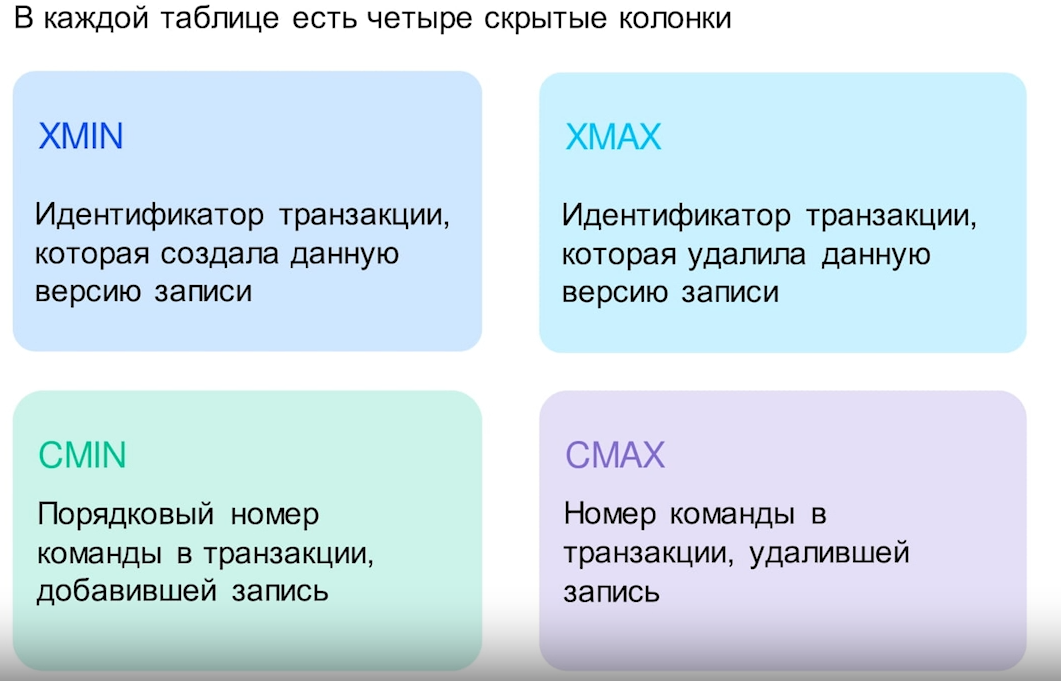 В каждой таблице есть четыре скрытые колонки
XMIN
Идентификатор транзакции,
которая создала данную
версию записи
XMAX
Идентификатор транзакции,
которая удалила данную
версию записи
CMIN
Порядковый номер
команды в транзакции,
добавившей запись
CMAX
Номер команды в
транзакции, удалившей
запись